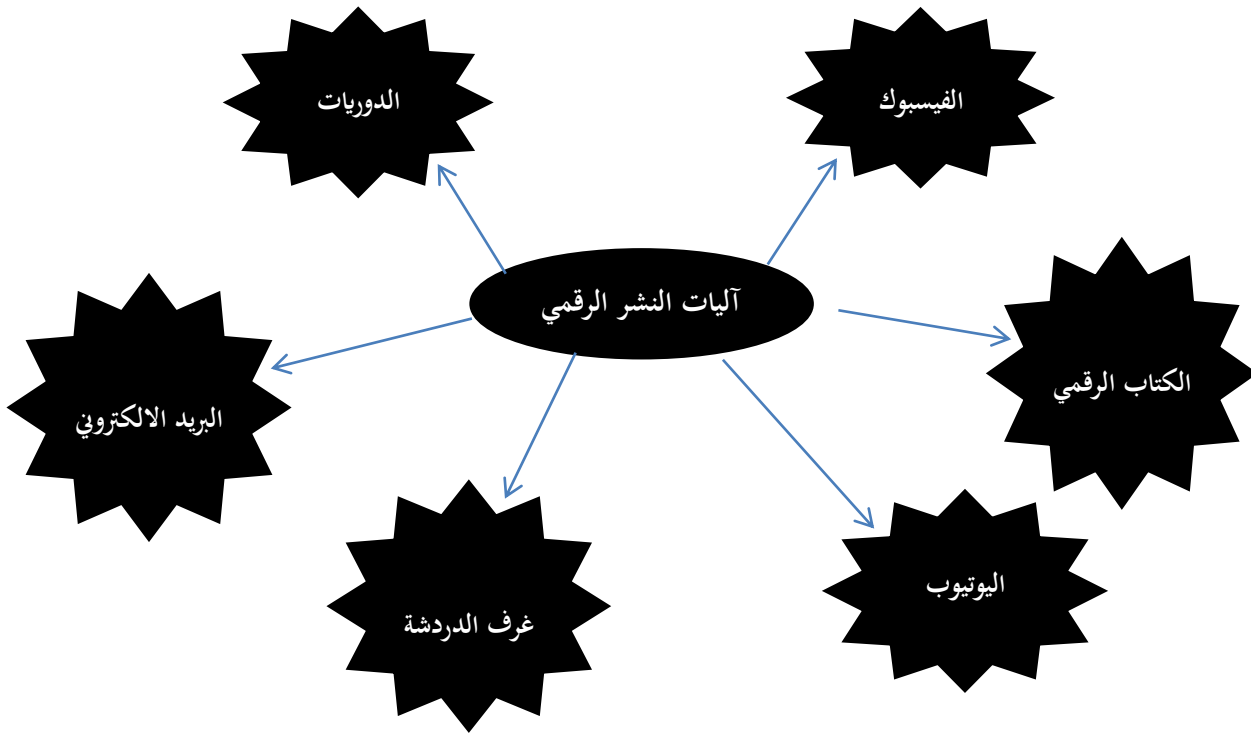 الفيسبوك
الدوريات
آليات النشر الرقمي
الكتاب الرقمي
البريد الالكتروني
اليوتيوب
غرف الدردشة